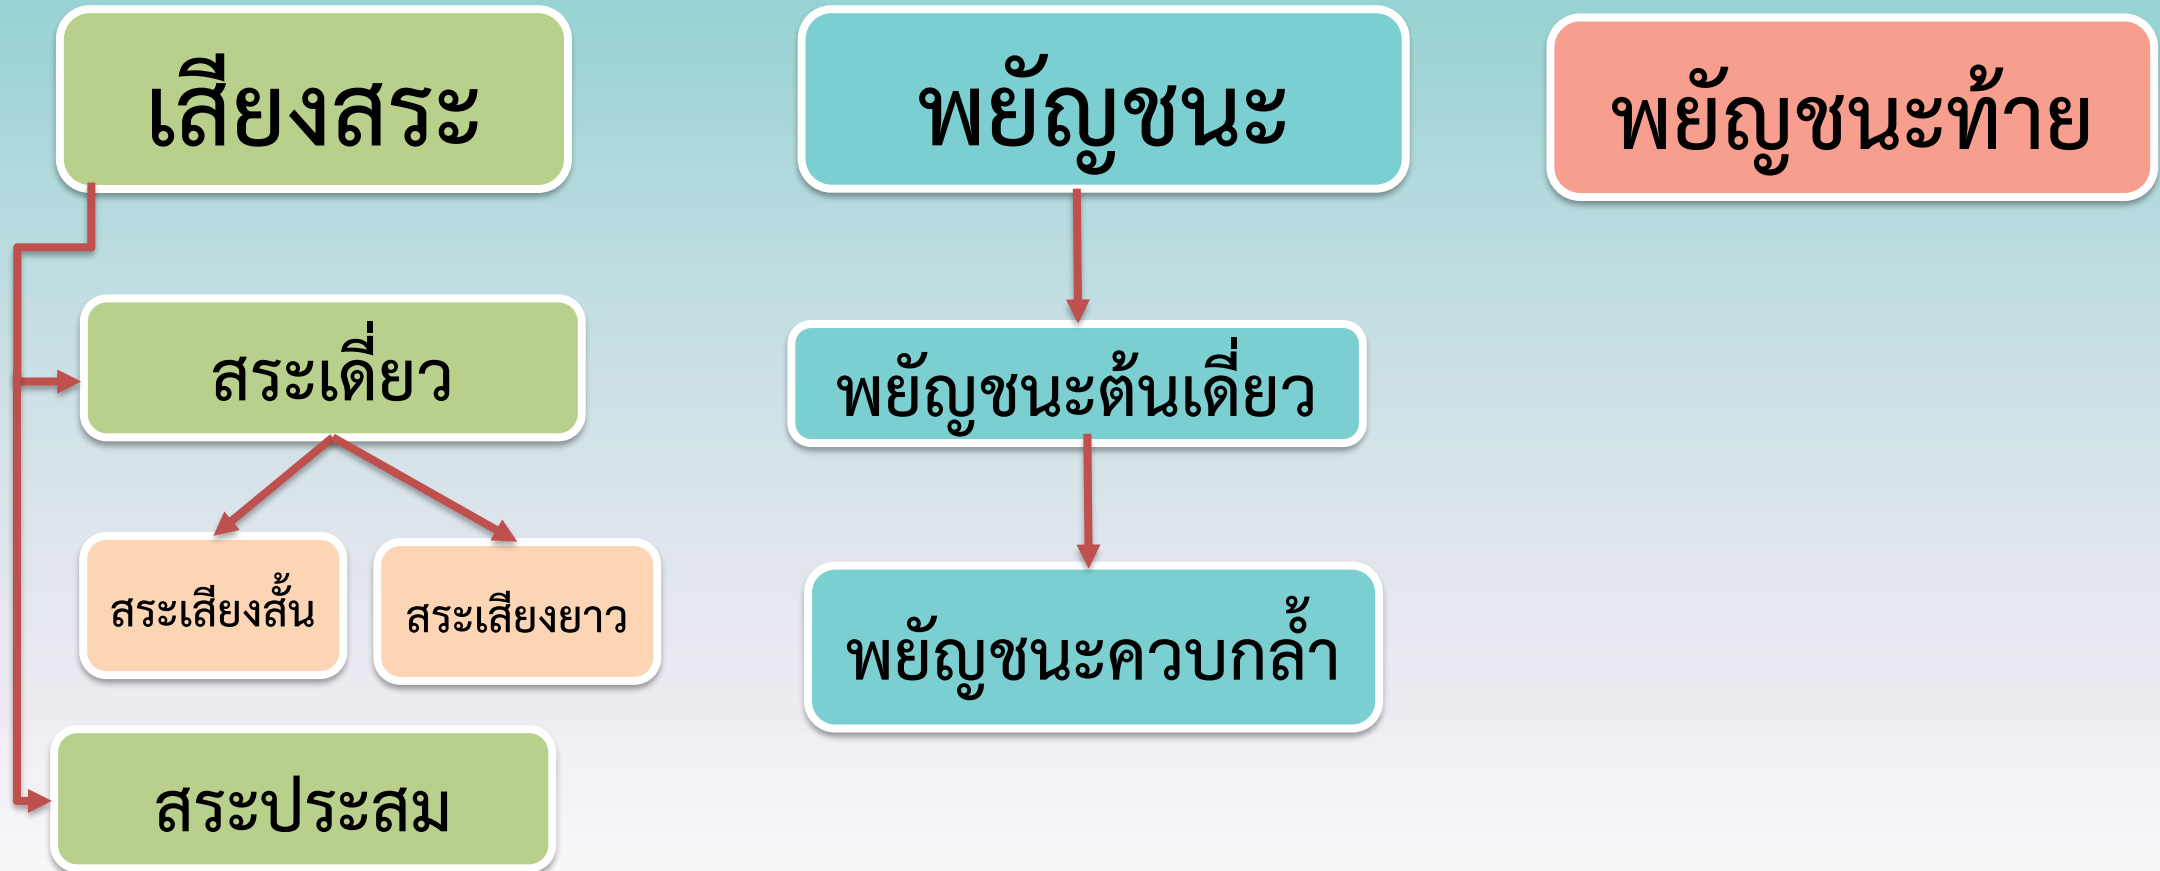 เสียงสระ
พยัญชนะ
พยัญชนะท้าย
สระเดี่ยว
พยัญชนะต้นเดี่ยว
สระเสียงสั้น
สระเสียงยาว
พยัญชนะควบกล้ำ
สระประสม